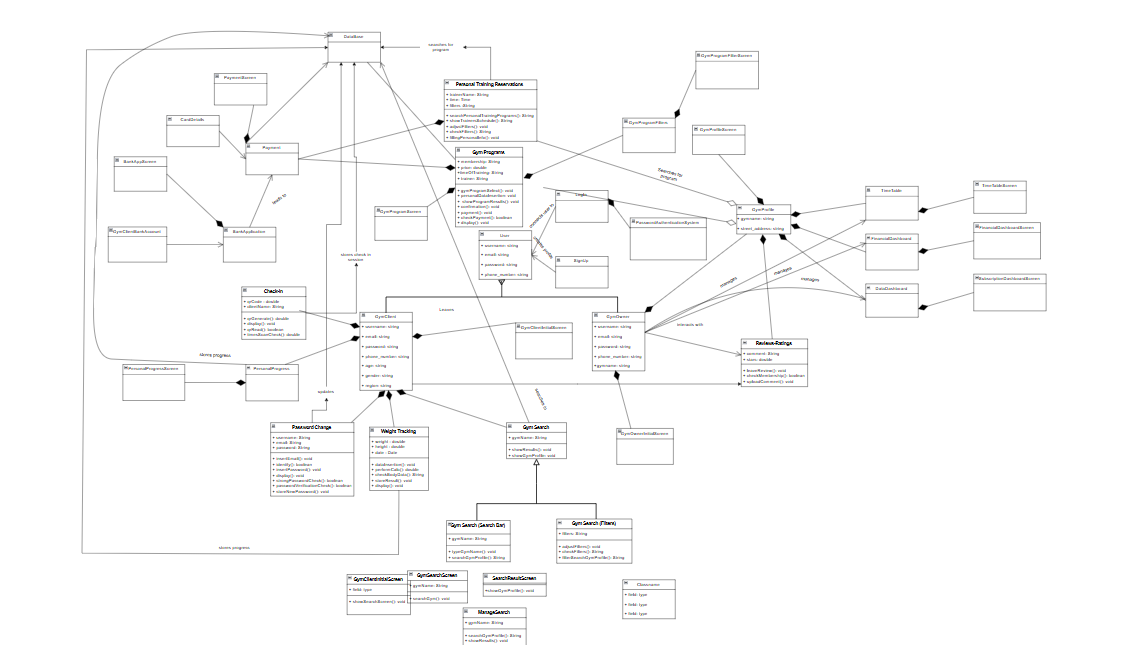 DataBase
searches for
program
GymProgramFilterScreen
PaymentScreen
Personal Training Reservations
+ trainerName: String
+ time: Time
+ filters: String
+ searchPersonalTrainingPrograms(): String
+ showTrainersSchedule(): String
+ adjustFilters(): void
+ checkFilters(): String
+ fillingPersonalInfo(): void
CardDetails
GymProgramFilters
GymProfileScreen
Payment
BankAppScreen
Gym Programs
+ membership: String
+ price: double
+ timeOfTraining: String
+ trainer: String
+ gymProgramSelect(): void
+ personalDataInsertion: void
+ showProgramResults(): void
+ confirmation(): void
+ payment(): void
+ checkPayment(): boolean
+ display(): void
Searches for
program
leads to
Login
TimeTable
TimeTableScreen
GymProgramScreen
GymProfile
+ gymname: string
+ street_address: string
PasswordAuthenticationSystem
GymClientBankAccount
BankApplication
User
+ username: string
+ email: string
+ password: string
+ phone_number: string
FinancialDashboard
FinancialDashboardScreen
SignUp
stores check in
session
manages
manages
manages
DataDashboard
SubscriptionDashboardScreen
Check-in
+ qrCode : double
+ clientName: String
+ qrGenerate(): double
+ display(): void
+ qrRead(): boolean
+ timesScanCheck(): double
Leaves
GymClient
+ username: string
+ email: string
+ password: string
+ phone_number: string
+ age: string
+ gender: string
+ region: string
GymClientInitialScreen
GymOwner
+ username: string
+ email: string
+ password: string
+ phone_number: string
+ gymname: string
interacts with
Reviews-Ratings
+ comment: String
+ stars: double
+ leaveReview(): void
+ checkMembership(): boolean
+ uploadComment(): void
stores progress
PersonalProgressScreen
PersonalProgress
updates
searches to
Password Change
+ username: String
+ email: String
+ password: String
+ insertEmail(): void
+ identify(): boolean
+ insertPassword(): void
+ display(): void
+ strongPasswordCheck(): boolean
+ passwordVerificationCheck(): boolean
+ storeNewPassword(): void
Weight Tracking
+ weight : double
+ height : double
+ date : Date
+ dataInsertion(): void
+ performCalc(): double
+ checkBodyData(): String
+ storeResult(): void
+ display(): void
Gym Search
+ gymName: String
+ showResults(): void
+ showGymProfile: void
GymOwnerInitialScreen
Gym Search (Search Bar)
+ gymName: String
+ typeGymName(): void
+ searchGymProfile(): String
Gym Search (Filters)
+ filters: String
+ adjustFilters(): void
+ checkFilters(): String
+ filterSearchGymProfile(): String
stores progress
GymClientInitialScreen
+ field: type
+ showSearchScreen(): void
GymSearchScreen
+ gymName: String
+ searchGym(): void
SearchResultScreen
+showGymProfile(): void
Classname
+ field: type
+ field: type
+ field: type
ManageSearch
+ gymName: String
+ searchGymProfile(): String
+ showResults(): void